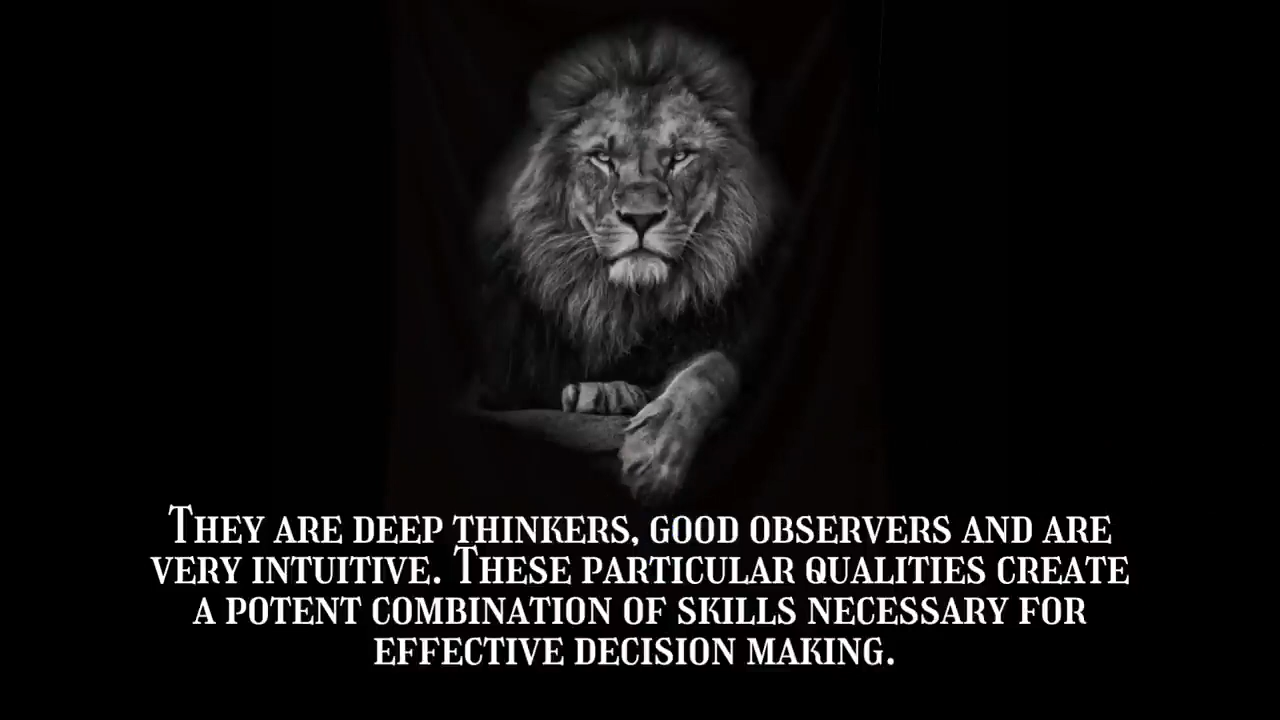 They are deep thinkers, good observers and are
very intuitive. These particular qualities create
a potent combination of skills necessary for
effective decision making.